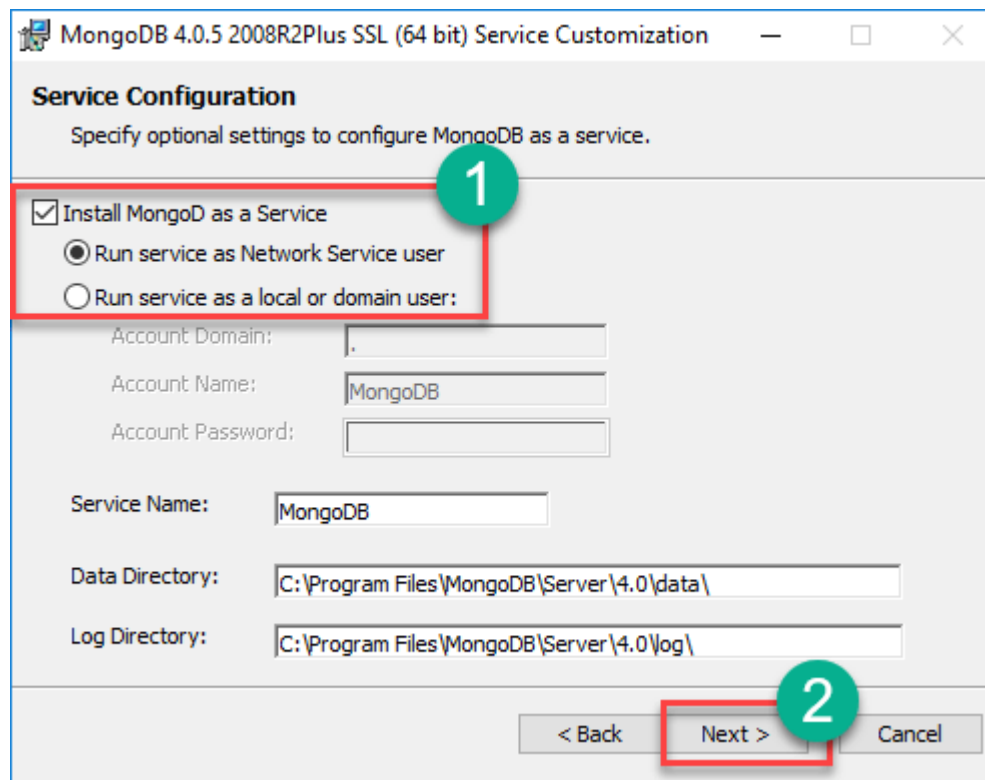 MongoDB 4.0.5 2008R2Plus SSL (64 bit) Service Customization
Service Configuration
Specify optional settings to configure MongoDB as a service.
1
Install MongoD as a Service
Run service as Network Service user
Run service as a local or domain user:
Account Domain: .
Account Name: MongoDB
Account Password:
Service Name: MongoDB
Data Directory: C:\Program Files\MongoDB\Server\4.0\data\
Log Directory: C:\Program Files\MongoDB\Server\4.0\log\
2
< Back Next > Cancel